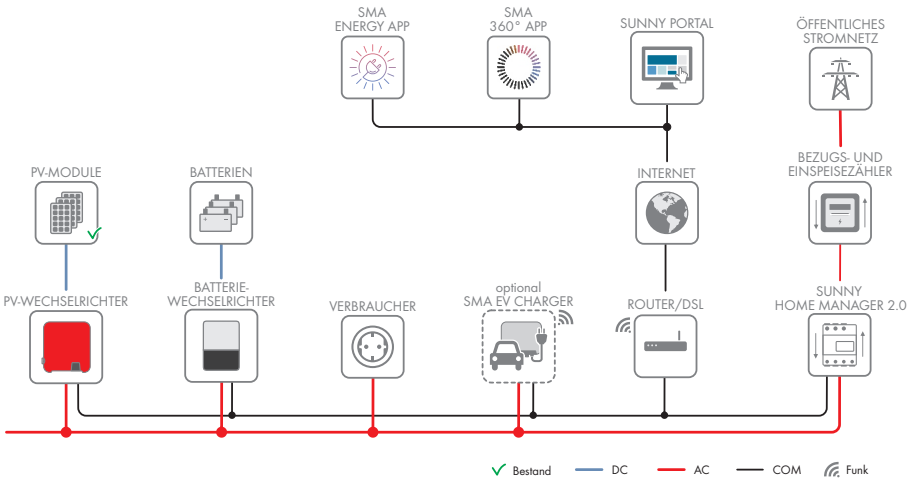 SMA
ENERGY APP
SMA
360° APP
SUNNY PORTAL
ÖFFENTLICHES
STROMNETZ
PV-MODULE
BATTERIEN
INTERNET
BEZUGS- UND
EINSPEISEZÄHLER
PV-WECHSELRICHTER
BATTERIE-
WECHSELRICHTER
VERBRAUCHER
optional
SMA EV CHARGER
ROUTER/DSL
SUNNY
HOME MANAGER 2.0
Bestand
DC
AC
COM
Funk